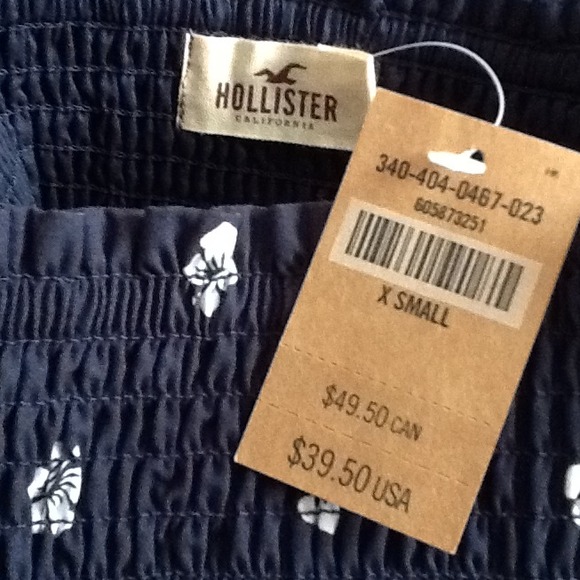 HOLLISTER
CALIFORNIA
340-404-0467-023
605873251
X SMALL
$49.50 CAN
$39.50 USA